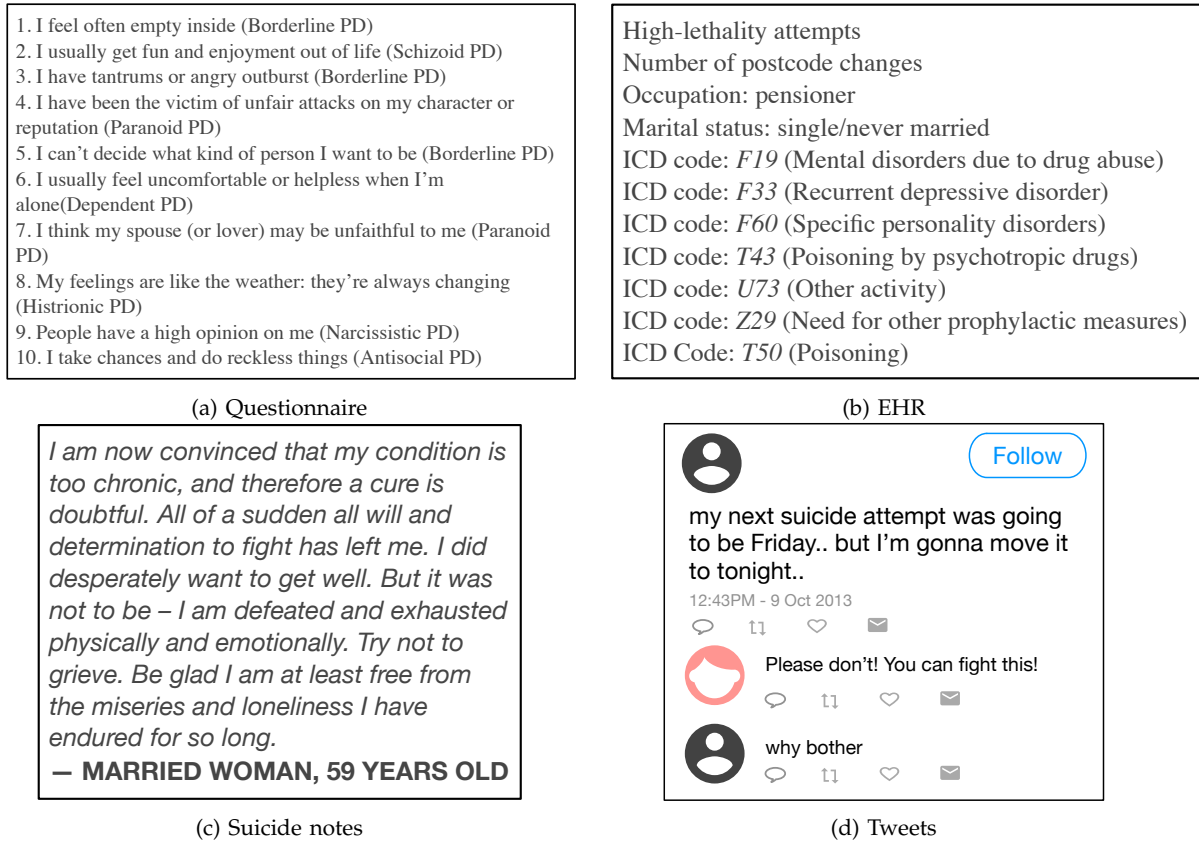 1. I feel often empty inside (Borderline PD)
2. I usually get fun and enjoyment out of life (Schizoid PD)
3. I have tantrums or angry outburst (Borderline PD)
4. I have been the victim of unfair attacks on my character or
reputation (Paranoid PD)
5. I can't decide what kind of person I want to be (Borderline PD)
6. I usually feel uncomfortable or helpless when I'm
alone(Dependent PD)
7. I think my spouse (or lover) may be unfaithful to me (Paranoid
PD)
8. My feelings are like the weather: they're always changing
(Histrionic PD)
9. People have a high opinion on me (Narcissistic PD)
10. I take chances and do reckless things (Antisocial PD)
(a) Questionnaire
High-lethality attempts
Number of postcode changes
Occupation: pensioner
Marital status: single/never married
ICD code: F19 (Mental disorders due to drug abuse)
ICD code: F33 (Recurrent depressive disorder)
ICD code: F60 (Specific personality disorders)
ICD code: T43 (Poisoning by psychotropic drugs)
ICD code: U73 (Other activity)
ICD code: Z29 (Need for other prophylactic measures)
ICD Code: T50 (Poisoning)
(b) EHR
I am now convinced that my condition is
too chronic, and therefore a cure is
doubtful. All of a sudden all will and
determination to fight has left me. I did
desperately want to get well. But it was
not to be – I am defeated and exhausted
physically and emotionally. Try not to
grieve. Be glad I am at least free from
the miseries and loneliness I have
endured for so long.
— MARRIED WOMAN, 59 YEARS OLD
(c) Suicide notes
Follow
my next suicide attempt was going
to be Friday.. but I'm gonna move it
to tonight..
12:43PM - 9 Oct 2013
Please don't! You can fight this!
why bother
(d) Tweets